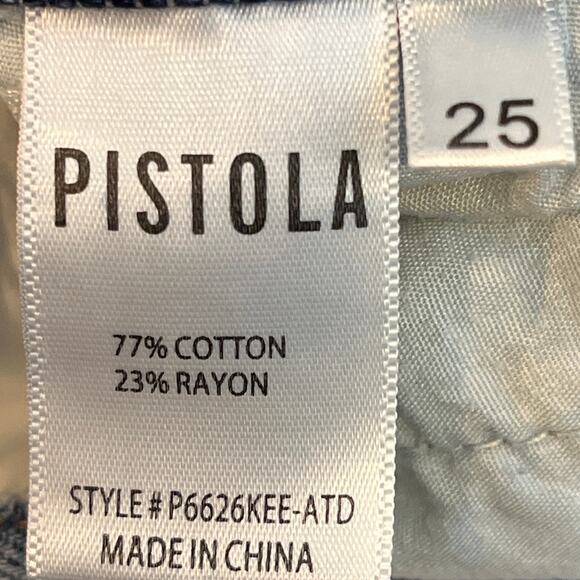 PISTOLA
25
77% COTTON
23% RAYON
STYLE # P6626KEE-ATD
MADE IN CHINA